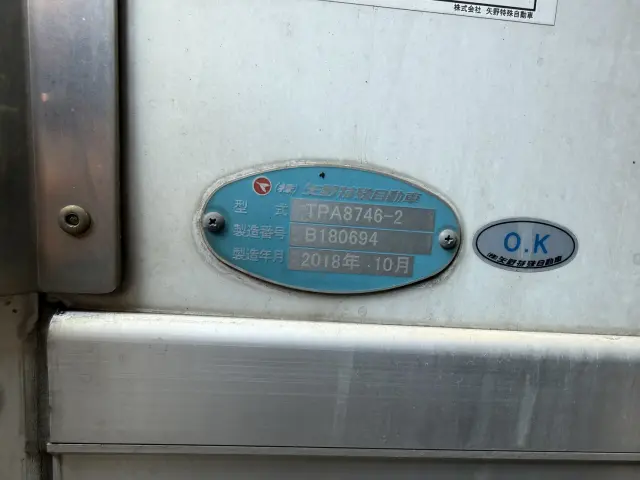 株式会社 矢野特殊自動車
(株) 矢野特殊自動車
型 式 TPA8746-2
製造番号 B180694
製造年月 2018年.10月
O.K
㈱矢野特殊自動車